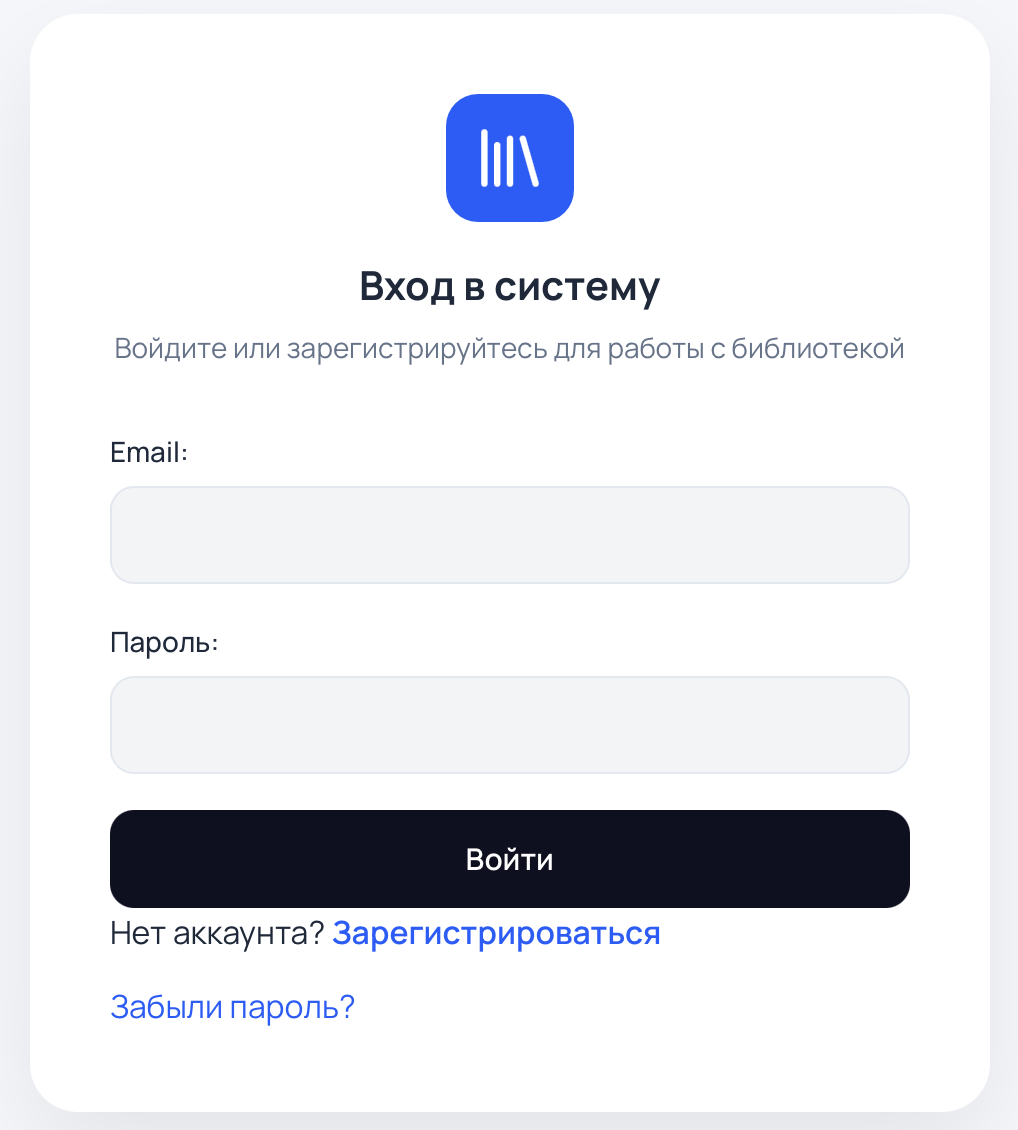 Вход в систему
Войдите или зарегистрируйтесь для работы с библиотекой
Email:
Пароль:
Войти
Нет аккаунта? Зарегистрироваться
Забыли пароль?